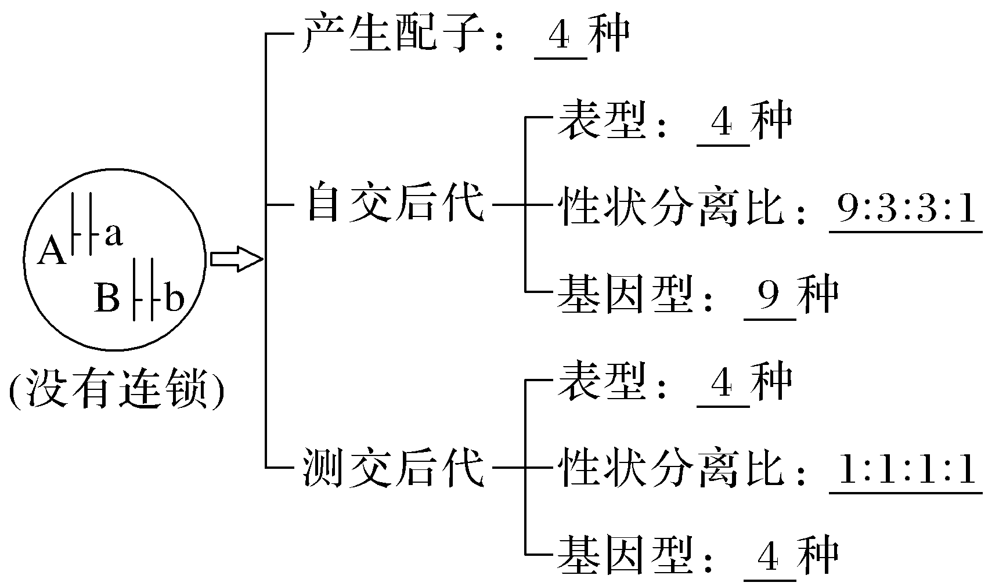 产生配子：4种
表型：4种
自交后代
性状分离比：9:3:3:1
基因型：9种
A a
B b
(没有连锁)
表型：4种
测交后代
性状分离比：1:1:1:1
基因型：4种